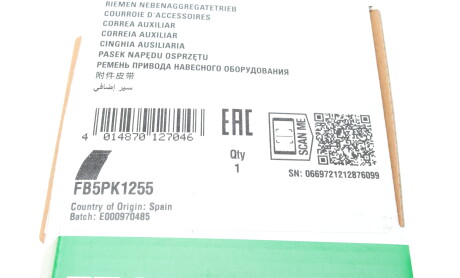 RIEMEN NEBENAGGREGATETRIEB
COURROIE D'ACCESSOIRES
CORREA AUXILIAR
CORREIA AUXILIAR
CINGHIA AUSILIARIA
PASEK NAPĘDU OSPRZĘTU
РЕМЕНЬ ПРИВОДА НАВЕСНОГО ОБОРУДОВАНИЯ
附件皮带
سير إضافي
4 014870 127046
EAC
Qty
1
SCAN ME
SN: 0669721212876099
FB5PK1255
Country of Origin: Spain
Batch: E000970485